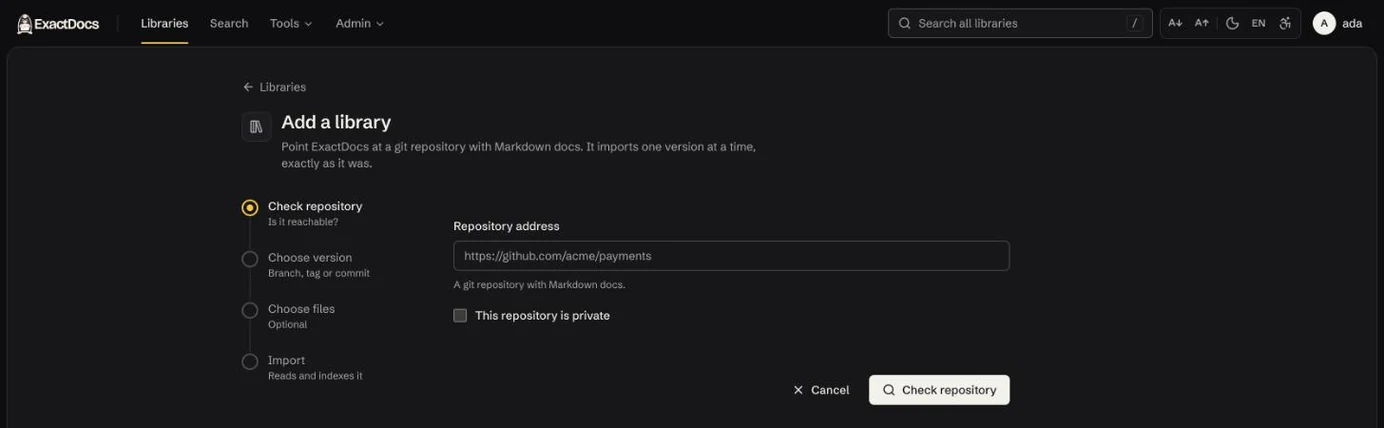 ExactDocs
Libraries
Search
Tools
Admin
Search all libraries
/
A↓
A↑
EN
A
ada
← Libraries
Add a library
Point ExactDocs at a git repository with Markdown docs. It imports one version at a time,
exactly as it was.
Check repository
Is it reachable?
Choose version
Branch, tag or commit
Choose files
Optional
Import
Reads and indexes it
Repository address
https://github.com/acme/payments
A git repository with Markdown docs.
This repository is private
Cancel
Check repository